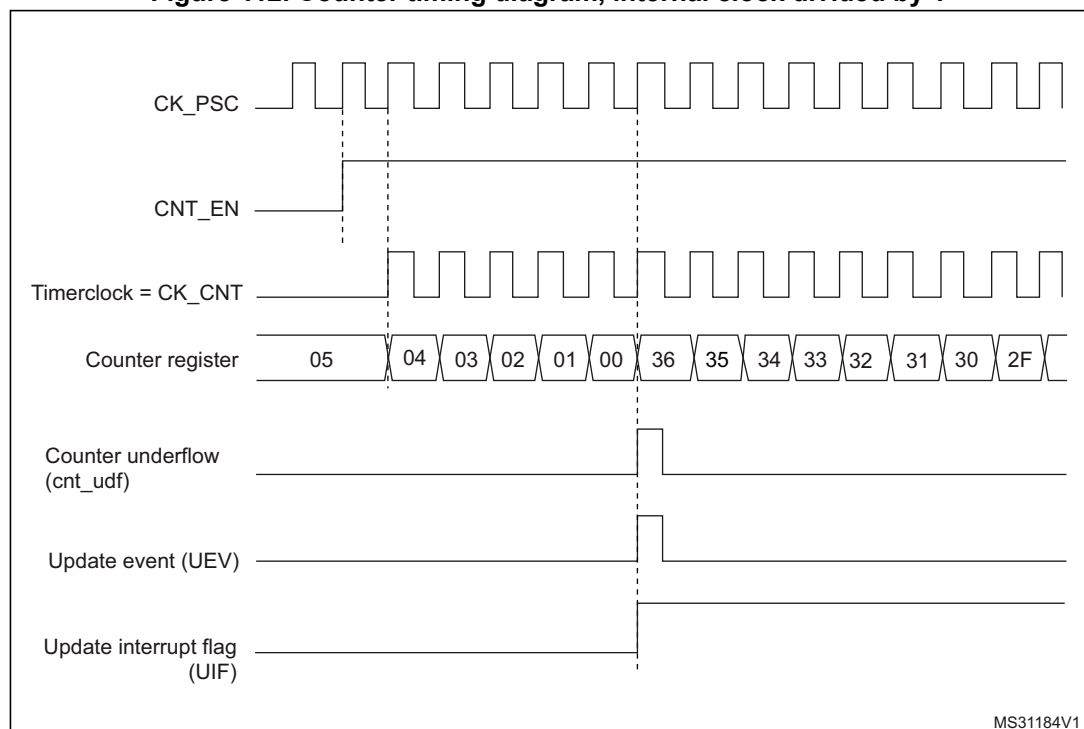 CK_PSC
CNT_EN
Timerclock = CK_CNT
Counter register 05 04 03 02 01 00 36 35 34 33 32 31 30 2F
Counter underflow
(cnt_udf)
Update event (UEV)
Update interrupt flag
(UIF)
MS31184V1